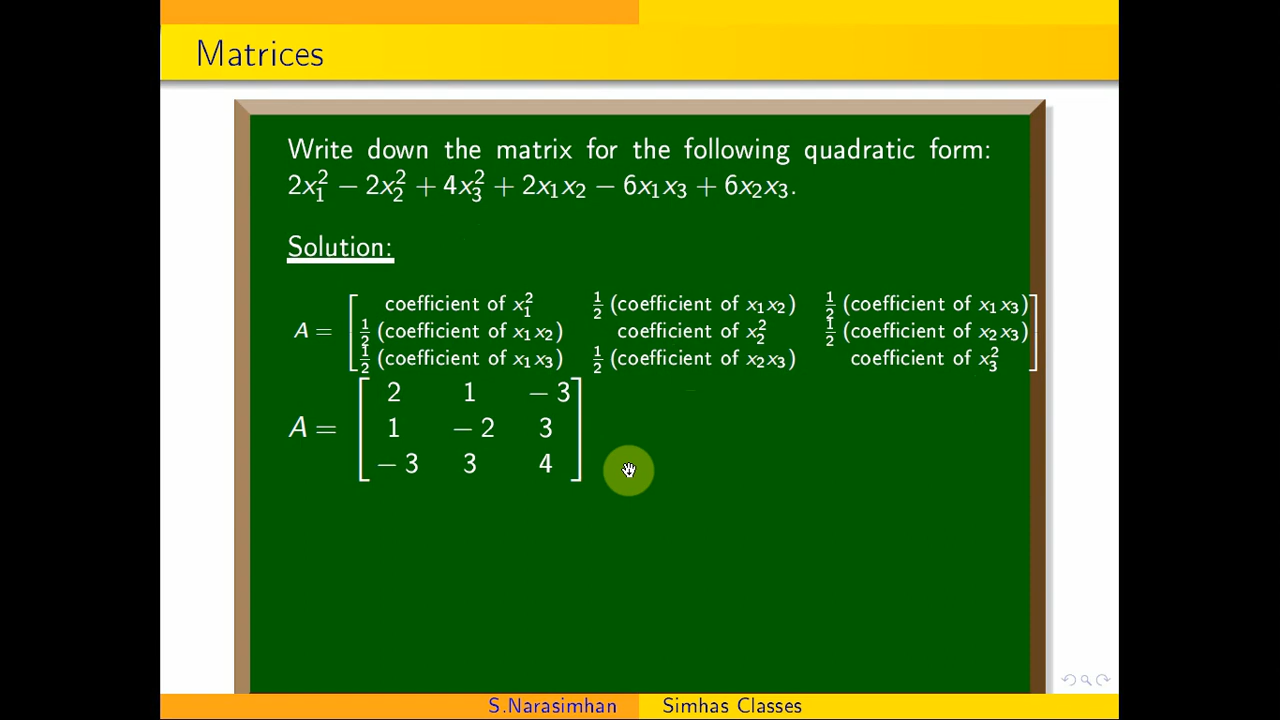 Matrices
Write down the matrix for the following quadratic form:
2x₁² − 2x₂² + 4x₃² + 2x₁x₂ − 6x₁x₃ + 6x₂x₃.
Solution:
A = [ coefficient of x₁²   ½ (coefficient of x₁x₂)   ½ (coefficient of x₁x₃)
½ (coefficient of x₁x₂)   coefficient of x₂²   ½ (coefficient of x₂x₃)
½ (coefficient of x₁x₃)   ½ (coefficient of x₂x₃)   coefficient of x₃² ]
A = [ 2   1   − 3
1   − 2   3
− 3   3   4 ]
S.Narasimhan   Simhas Classes